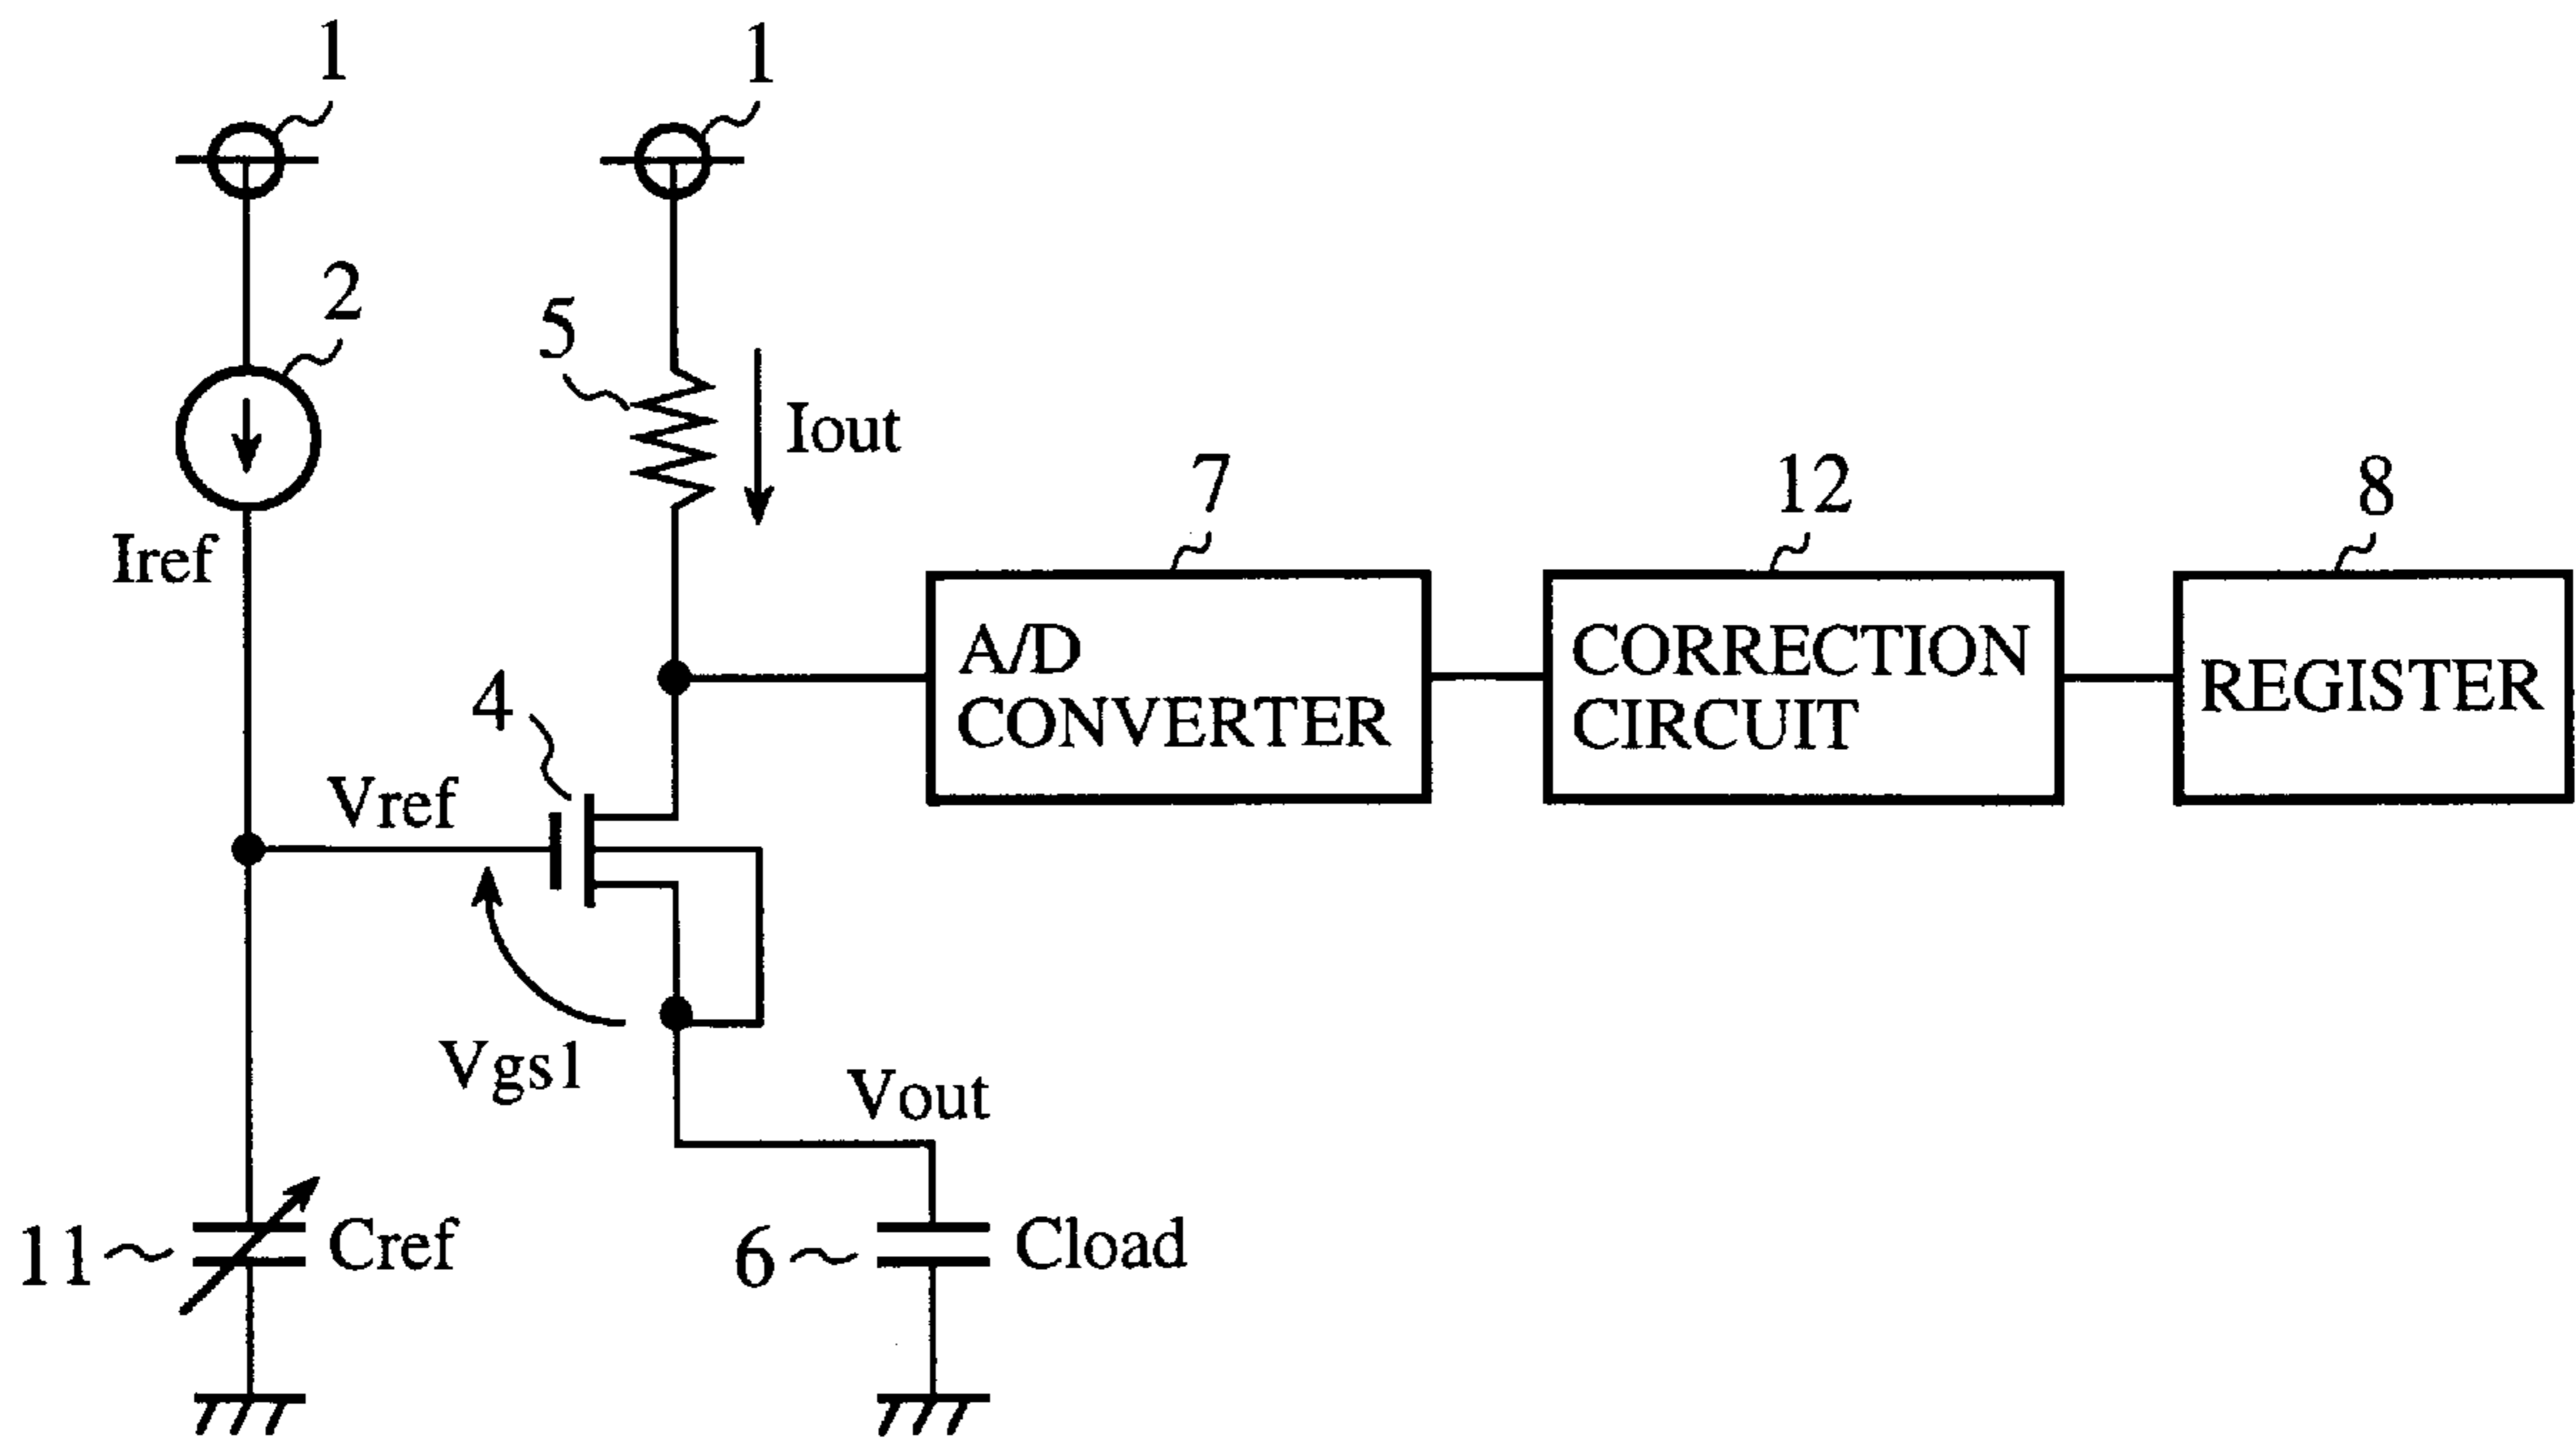 1
1
2
5
Iout
Iref
7
12
8
A/D
CONVERTER
CORRECTION
CIRCUIT
REGISTER
4
Vref
Vgs1
Vout
11
Cref
6
Cload